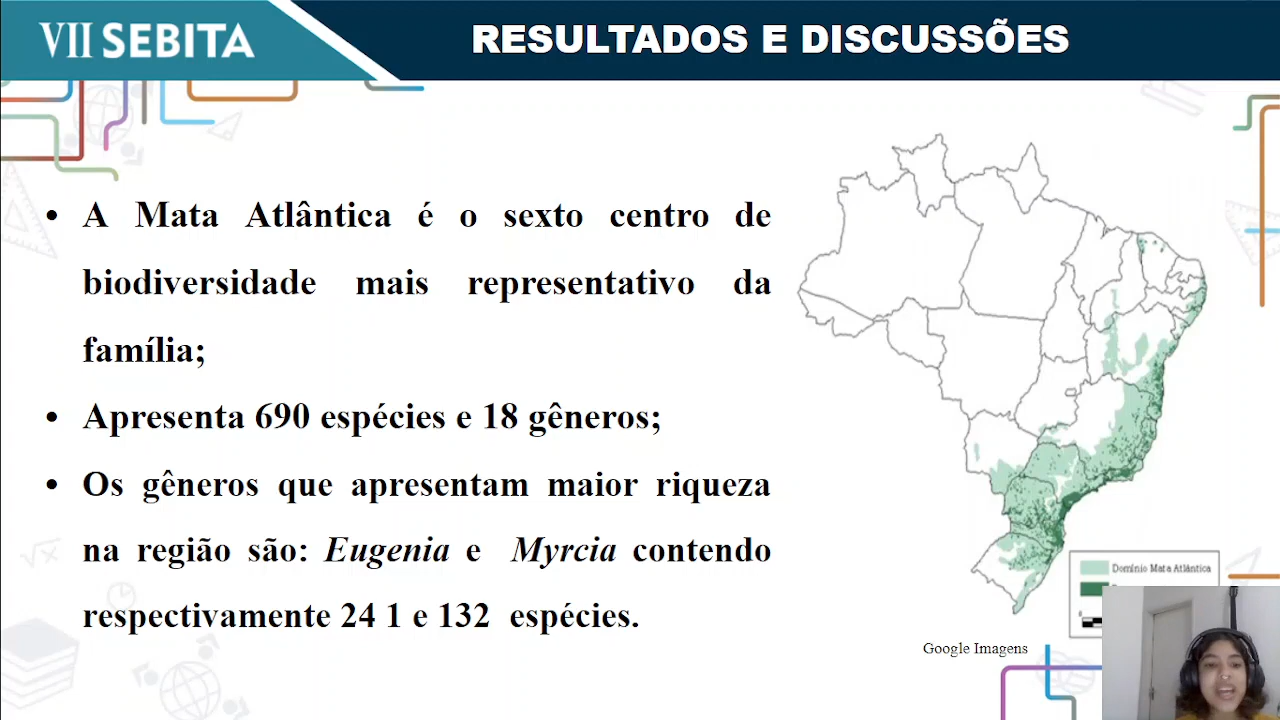 VII SEBITA
RESULTADOS E DISCUSSÕES
• A Mata Atlântica é o sexto centro de
biodiversidade mais representativo da
família;
• Apresenta 690 espécies e 18 gêneros;
• Os gêneros que apresentam maior riqueza
na região são: Eugenia e Myrcia contendo
respectivamente 24 1 e 132 espécies.
Domínio Mata Atlântica
Google Imagens